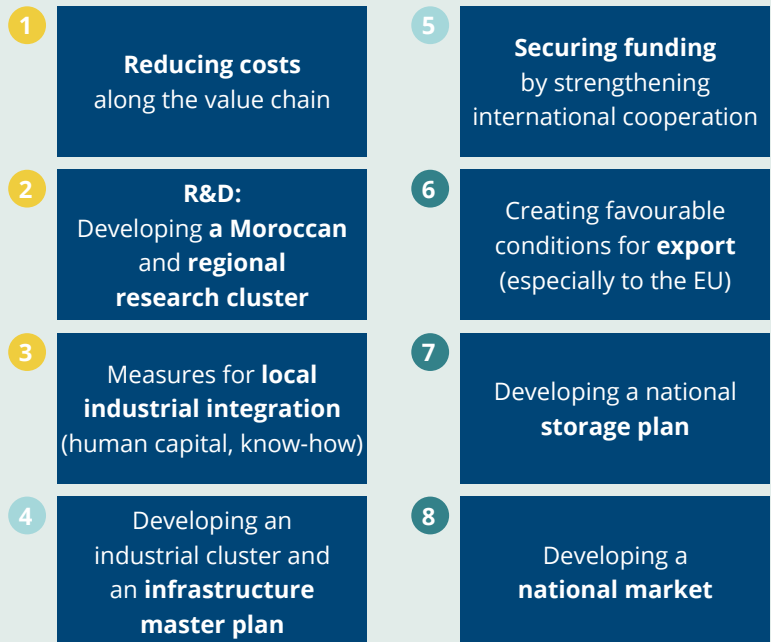 1
Reducing costs
along the value chain
2
R&D:
Developing a Moroccan
and regional
research cluster
3
Measures for local
industrial integration
(human capital, know-how)
4
Developing an
industrial cluster and
an infrastructure
master plan
5
Securing funding
by strengthening
international cooperation
6
Creating favourable
conditions for export
(especially to the EU)
7
Developing a national
storage plan
8
Developing a
national market